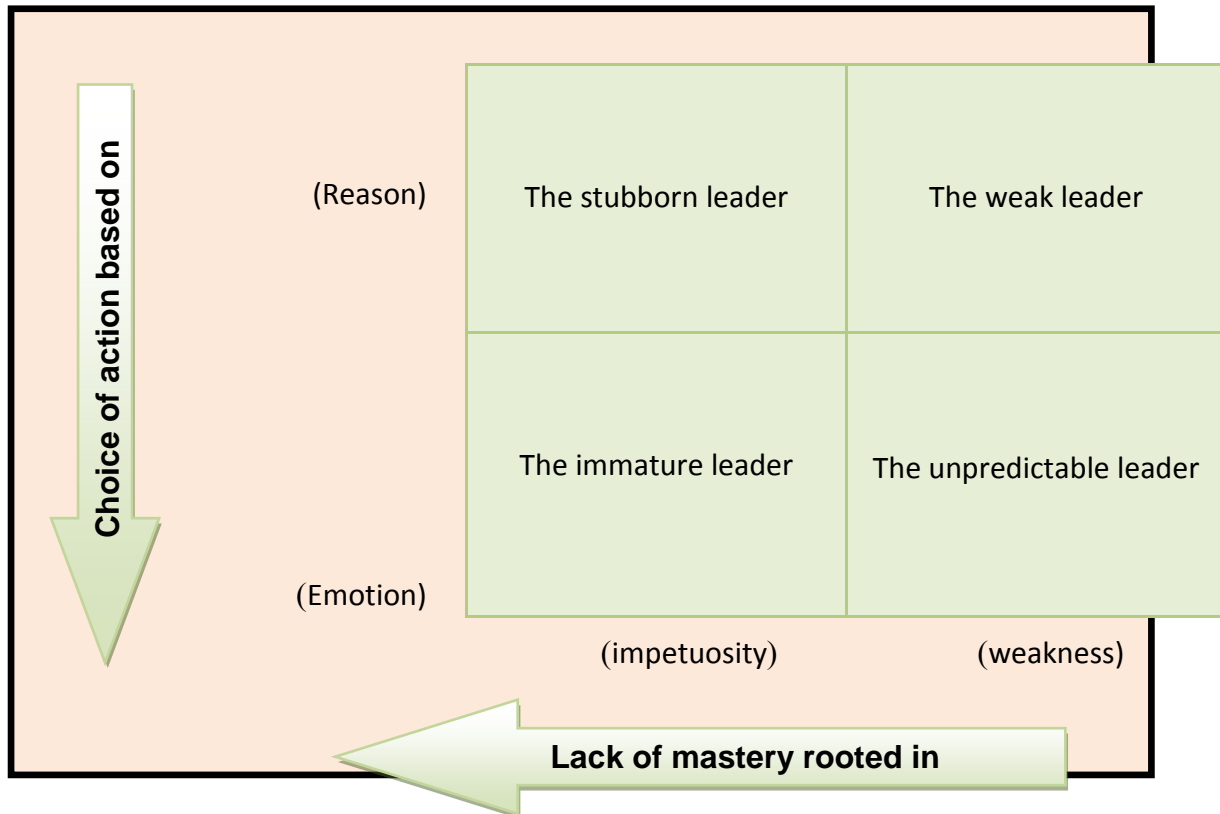 Choice of action based on
(Reason)
The stubborn leader
The weak leader
The immature leader
The unpredictable leader
(Emotion)
(impetuosity)
(weakness)
Lack of mastery rooted in